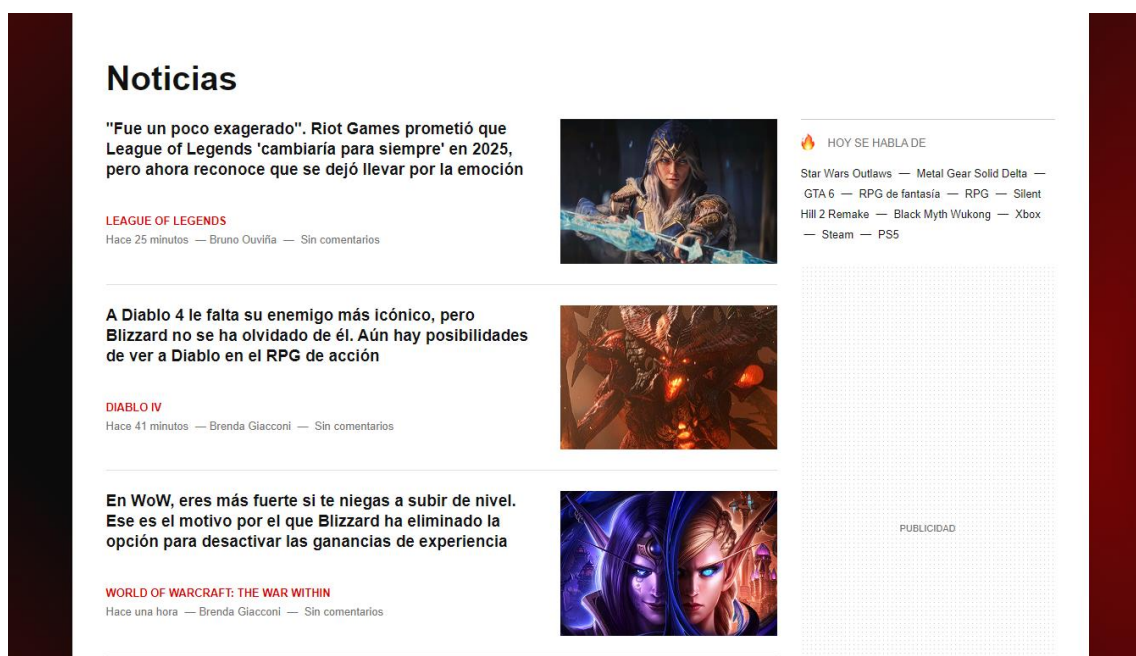 Noticias
"Fue un poco exagerado". Riot Games prometió que
League of Legends 'cambiaría para siempre' en 2025,
pero ahora reconoce que se dejó llevar por la emoción
LEAGUE OF LEGENDS
Hace 25 minutos — Bruno Ouviña — Sin comentarios
A Diablo 4 le falta su enemigo más icónico, pero
Blizzard no se ha olvidado de él. Aún hay posibilidades
de ver a Diablo en el RPG de acción
DIABLO IV
Hace 41 minutos — Brenda Giacconi — Sin comentarios
En WoW, eres más fuerte si te niegas a subir de nivel.
Ese es el motivo por el que Blizzard ha eliminado la
opción para desactivar las ganancias de experiencia
WORLD OF WARCRAFT: THE WAR WITHIN
Hace una hora — Brenda Giacconi — Sin comentarios
HOY SE HABLA DE
Star Wars Outlaws — Metal Gear Solid Delta —
GTA 6 — RPG de fantasía — RPG — Silent
Hill 2 Remake — Black Myth Wukong — Xbox
— Steam — PS5
PUBLICIDAD